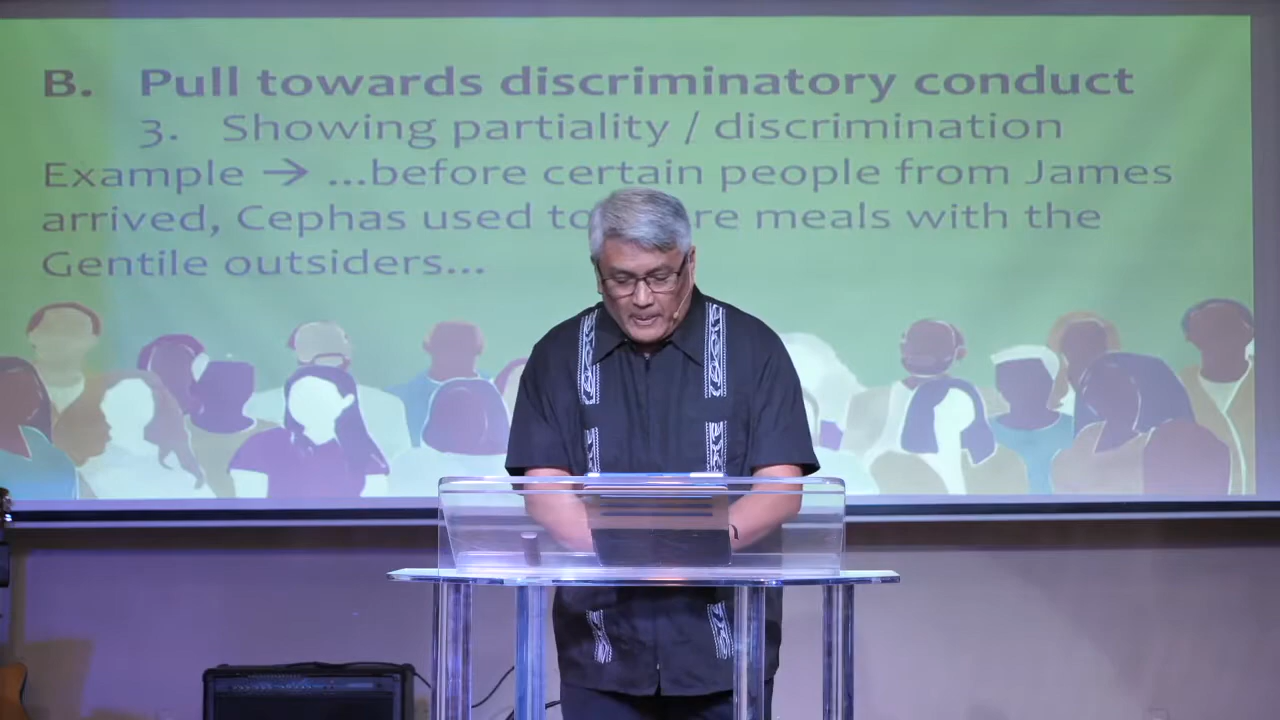 B. Pull towards discriminatory conduct
3. Showing partiality / discrimination
Example → ...before certain people from James
arrived, Cephas used to meals with the
Gentile outsiders...